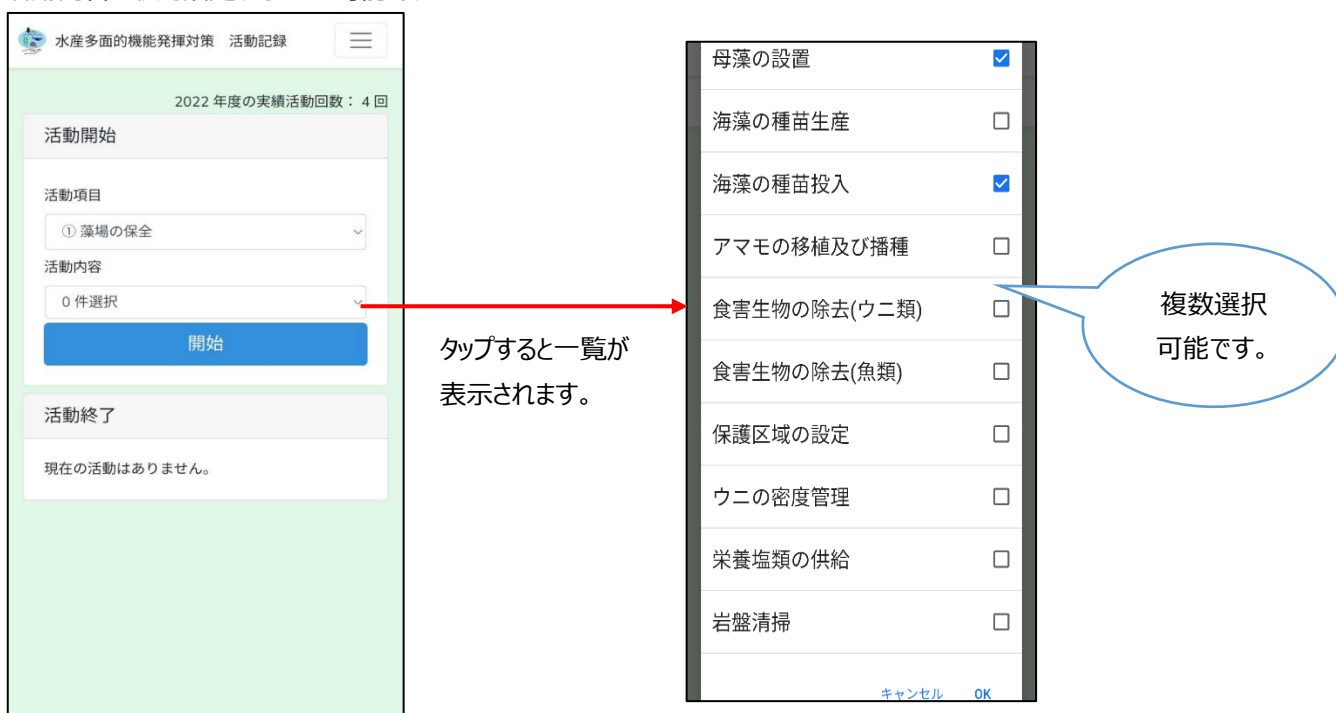 水産多面的機能発揮対策 活動記録
2022 年度の実績活動回数： 4 回
活動開始
活動項目
① 藻場の保全
活動内容
0 件選択
開始
活動終了
現在の活動はありません。
タップすると一覧が
表示されます。
母藻の設置
海藻の種苗生産
海藻の種苗投入
アマモの移植及び播種
食害生物の除去(ウニ類)
食害生物の除去(魚類)
保護区域の設定
ウニの密度管理
栄養塩類の供給
岩盤清掃
キャンセル OK
複数選択
可能です。